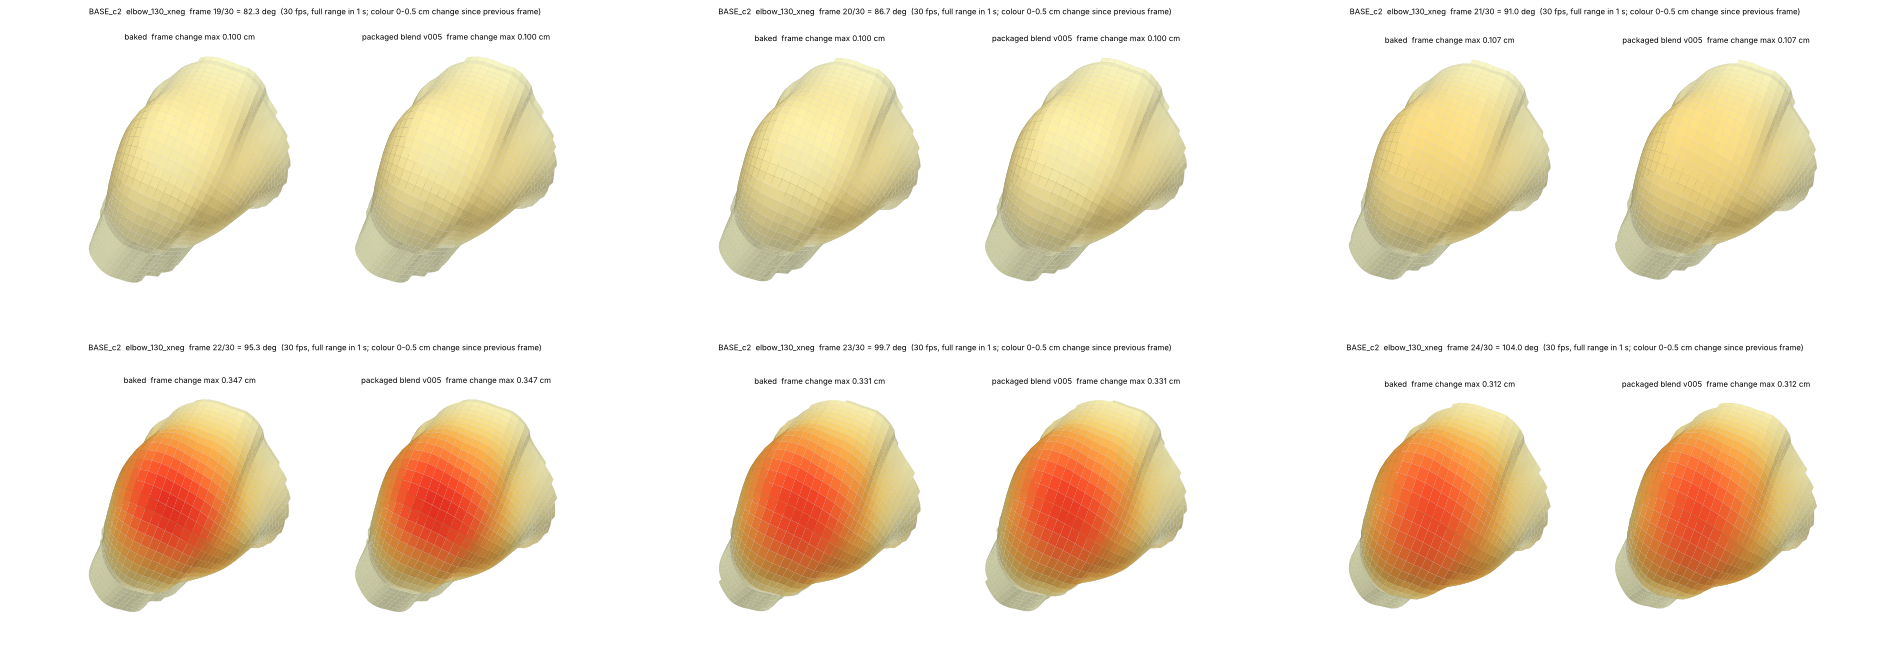 BASE_c2 elbow_130_xneg frame 19/30 = 82.3 deg (30 fps, full range in 1 s; colour 0-0.5 cm change since previous frame)
baked frame change max 0.100 cm
packaged blend v005 frame change max 0.100 cm
BASE_c2 elbow_130_xneg frame 20/30 = 86.7 deg (30 fps, full range in 1 s; colour 0-0.5 cm change since previous frame)
baked frame change max 0.100 cm
packaged blend v005 frame change max 0.100 cm
BASE_c2 elbow_130_xneg frame 21/30 = 91.0 deg (30 fps, full range in 1 s; colour 0-0.5 cm change since previous frame)
baked frame change max 0.107 cm
packaged blend v005 frame change max 0.107 cm
BASE_c2 elbow_130_xneg frame 22/30 = 95.3 deg (30 fps, full range in 1 s; colour 0-0.5 cm change since previous frame)
baked frame change max 0.347 cm
packaged blend v005 frame change max 0.347 cm
BASE_c2 elbow_130_xneg frame 23/30 = 99.7 deg (30 fps, full range in 1 s; colour 0-0.5 cm change since previous frame)
baked frame change max 0.331 cm
packaged blend v005 frame change max 0.331 cm
BASE_c2 elbow_130_xneg frame 24/30 = 104.0 deg (30 fps, full range in 1 s; colour 0-0.5 cm change since previous frame)
baked frame change max 0.312 cm
packaged blend v005 frame change max 0.312 cm